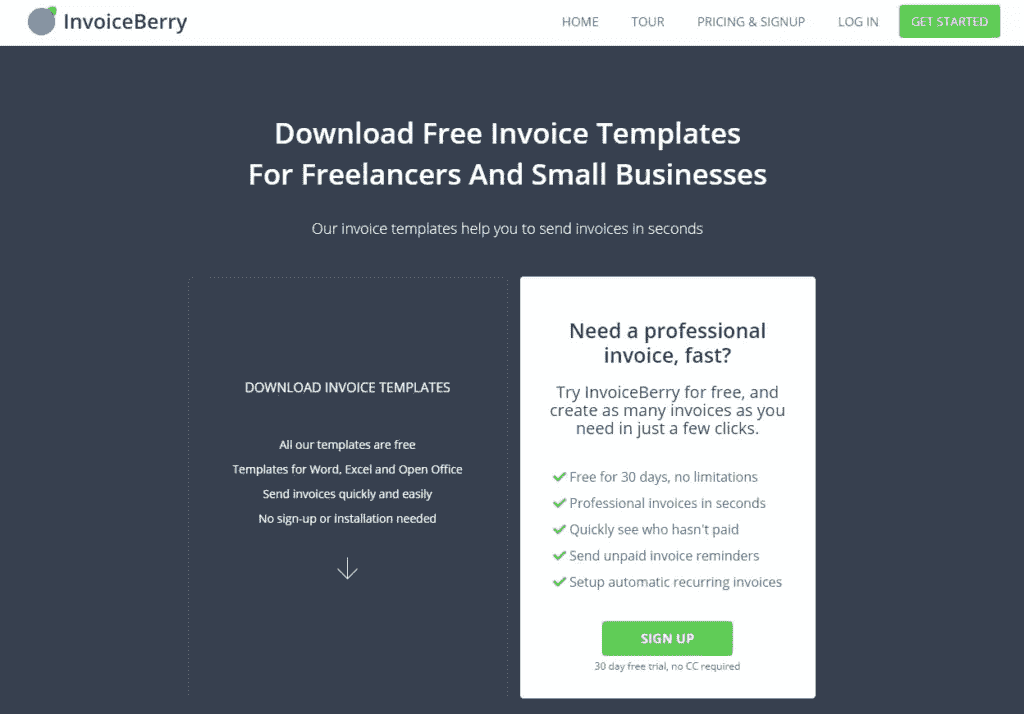 InvoiceBerry
HOME
TOUR
PRICING & SIGNUP
LOG IN
GET STARTED
Download Free Invoice Templates
For Freelancers And Small Businesses
Our invoice templates help you to send invoices in seconds
DOWNLOAD INVOICE TEMPLATES
All our templates are free
Templates for Word, Excel and Open Office
Send invoices quickly and easily
No sign-up or installation needed
Need a professional
invoice, fast?
Try InvoiceBerry for free, and
create as many invoices as you
need in just a few clicks.
Free for 30 days, no limitations
Professional invoices in seconds
Quickly see who hasn't paid
Send unpaid invoice reminders
Setup automatic recurring invoices
SIGN UP
30 day free trial, no CC required